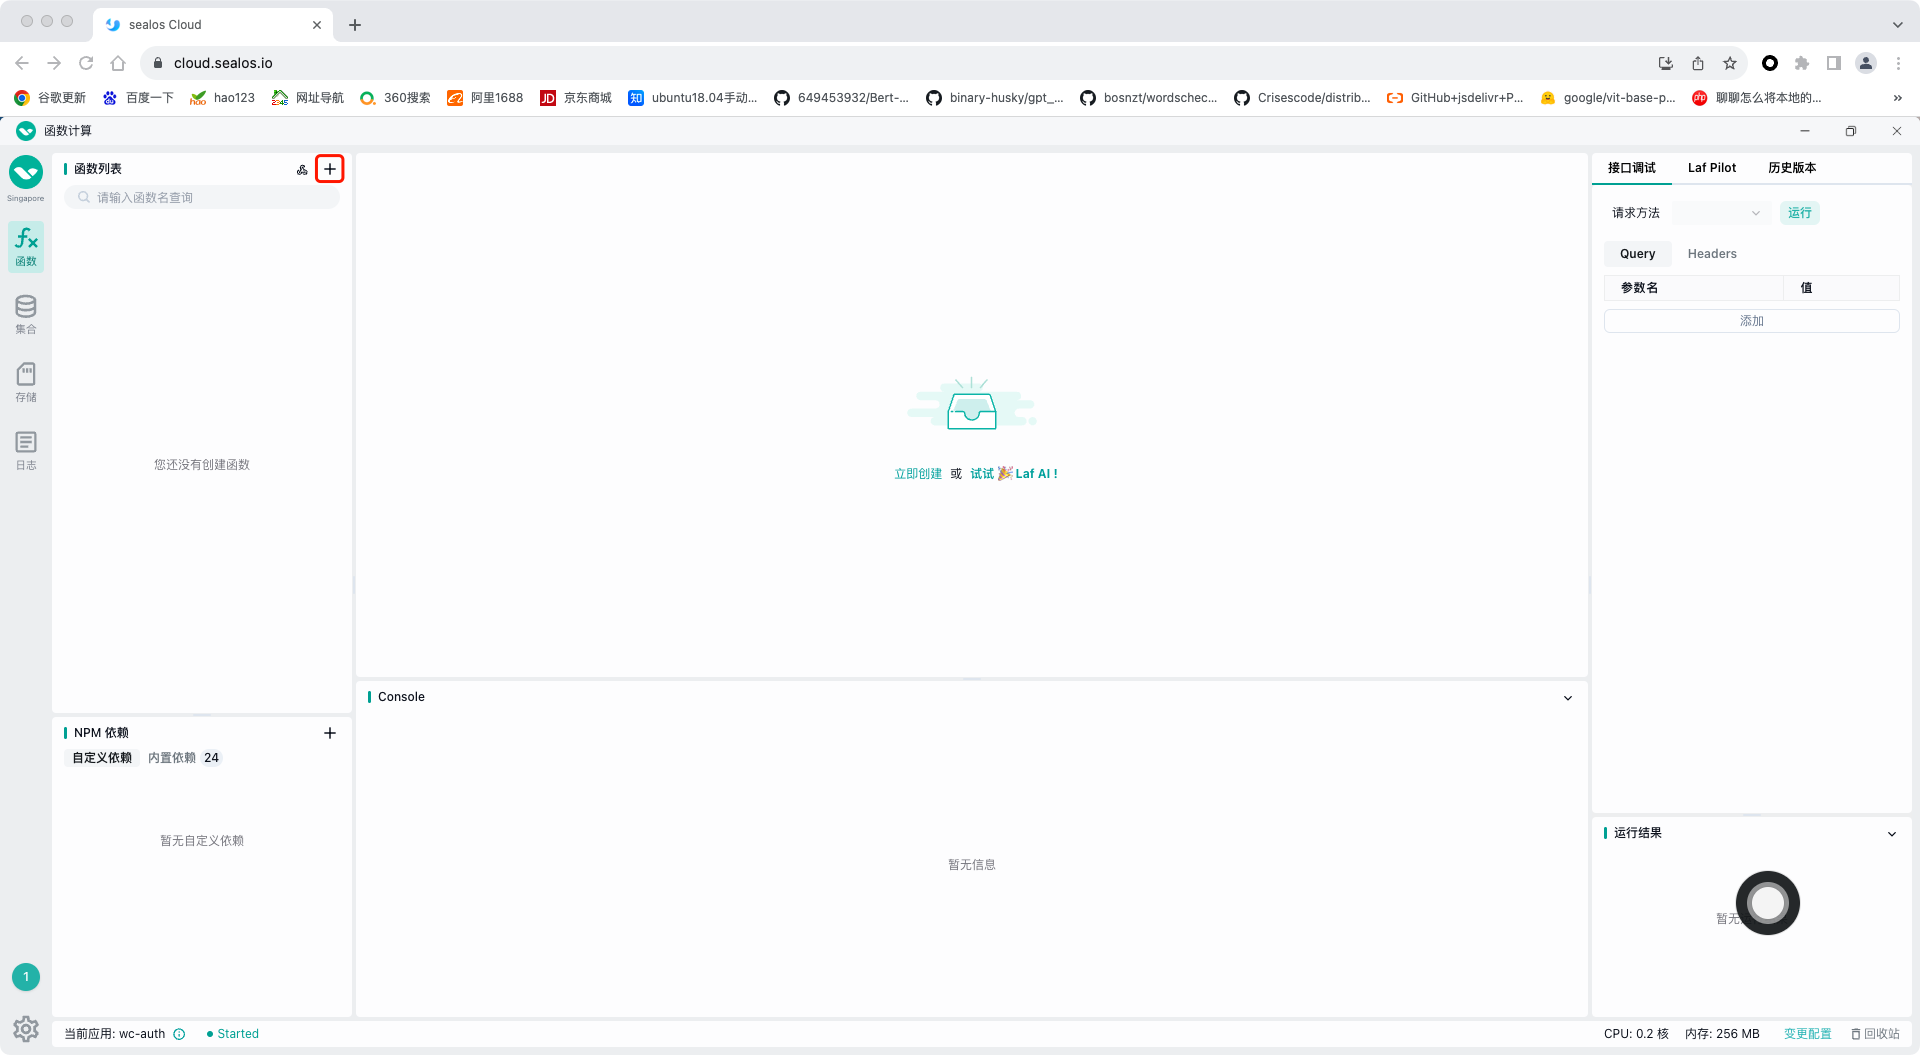 sealos Cloud
cloud.sealos.io
谷歌更新 百度一下 hao123 网址导航 360搜索 阿里1688 京东商城 ubuntu18.04手动... 649453932/Bert-... binary-husky/gpt_... bosnzt/wordschec... Crisescode/distrib... GitHub+jsdelivr+P... google/vit-base-p... 聊聊怎么将本地的...
函数计算
Singapore
函数
集合
存储
日志
1
函数列表
请输入函数名查询
您还没有创建函数
NPM 依赖
自定义依赖 内置依赖 24
暂无自定义依赖
立即创建 或 试试 🎉 Laf AI !
Console
暂无信息
接口调试 Laf Pilot 历史版本
请求方法 运行
Query Headers
参数名 值
添加
运行结果
暂无
当前应用: wc-auth Started
CPU: 0.2 核 内存: 256 MB 变更配置 回收站